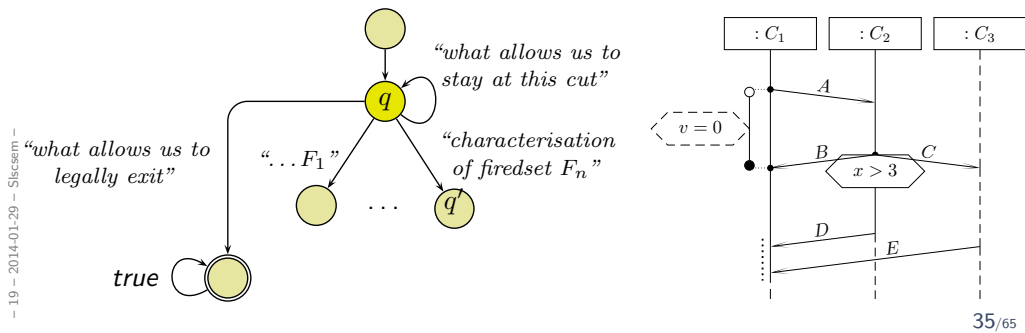 – 19 – 2014-01-29 – Slscsem –
“what allows us to
stay at this cut”
q
“what allows us to
legally exit”
“... F₁”
“characterisation
of firedset Fₙ”
...
q′
true
: C₁
: C₂
: C₃
A
v = 0
B
C
x > 3
D
E
35/65